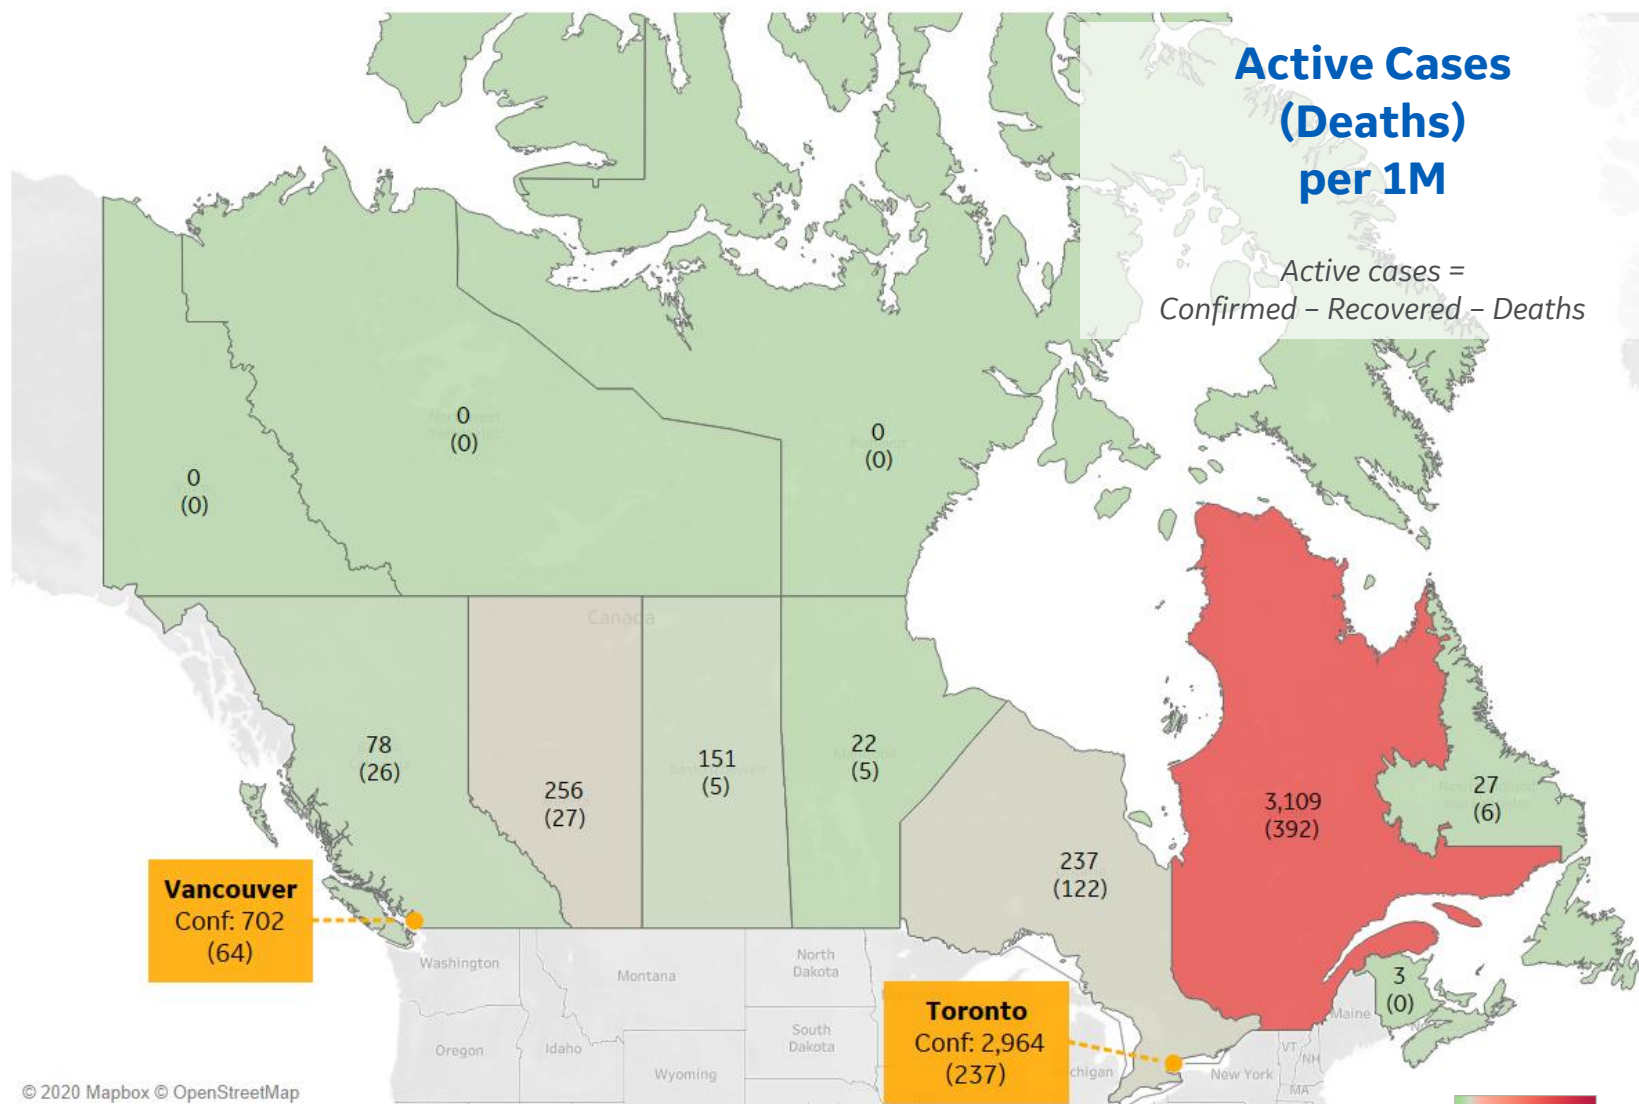 Active Cases
(Deaths)
per 1M
Active cases =
Confirmed – Recovered – Deaths
0
(0)
0
(0)
0
(0)
Canada
78
(26)
256
(27)
151
(5)
22
(5)
237
(122)
3,109
(392)
27
(6)
3
(0)
Vancouver
Conf: 702
(64)
Toronto
Conf: 2,964
(237)
Washington
Montana
North
Dakota
South
Dakota
Oregon
Idaho
Wyoming
New York
Maine
VT
NH
MA
© 2020 Mapbox © OpenStreetMap